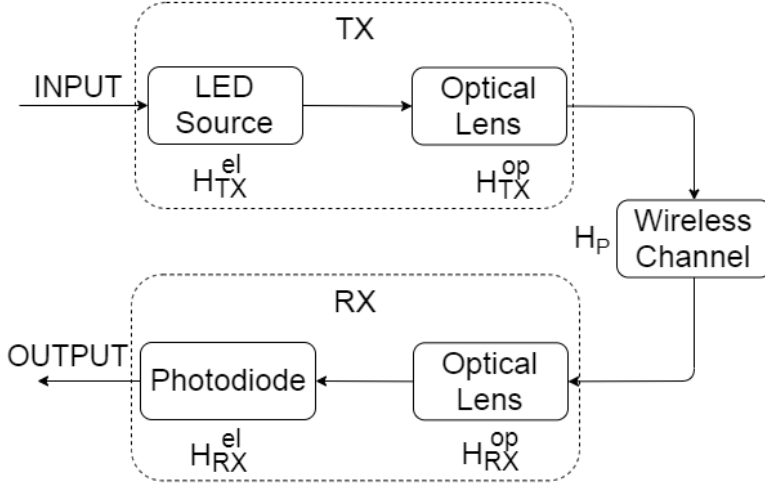 TX
INPUT
LED
Source
Optical
Lens
H_TX^el
H_TX^op
H_P
Wireless
Channel
RX
OUTPUT
Photodiode
Optical
Lens
H_RX^el
H_RX^op